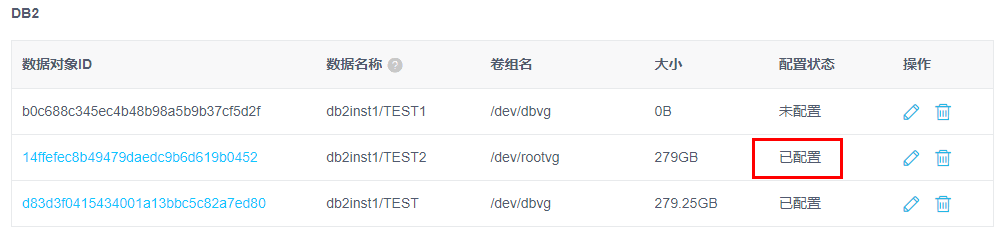 DB2
数据对象ID 数据名称 ? 卷组名 大小 配置状态 操作
b0c688c345ec4b48b98a5b9b37cf5d2f db2inst1/TEST1 /dev/dbvg 0B 未配置
14ffefec8b49479daedc9b6d619b0452 db2inst1/TEST2 /dev/rootvg 279GB 已配置
d83d3f0415434001a13bbc5c82a7ed80 db2inst1/TEST /dev/dbvg 279.25GB 已配置